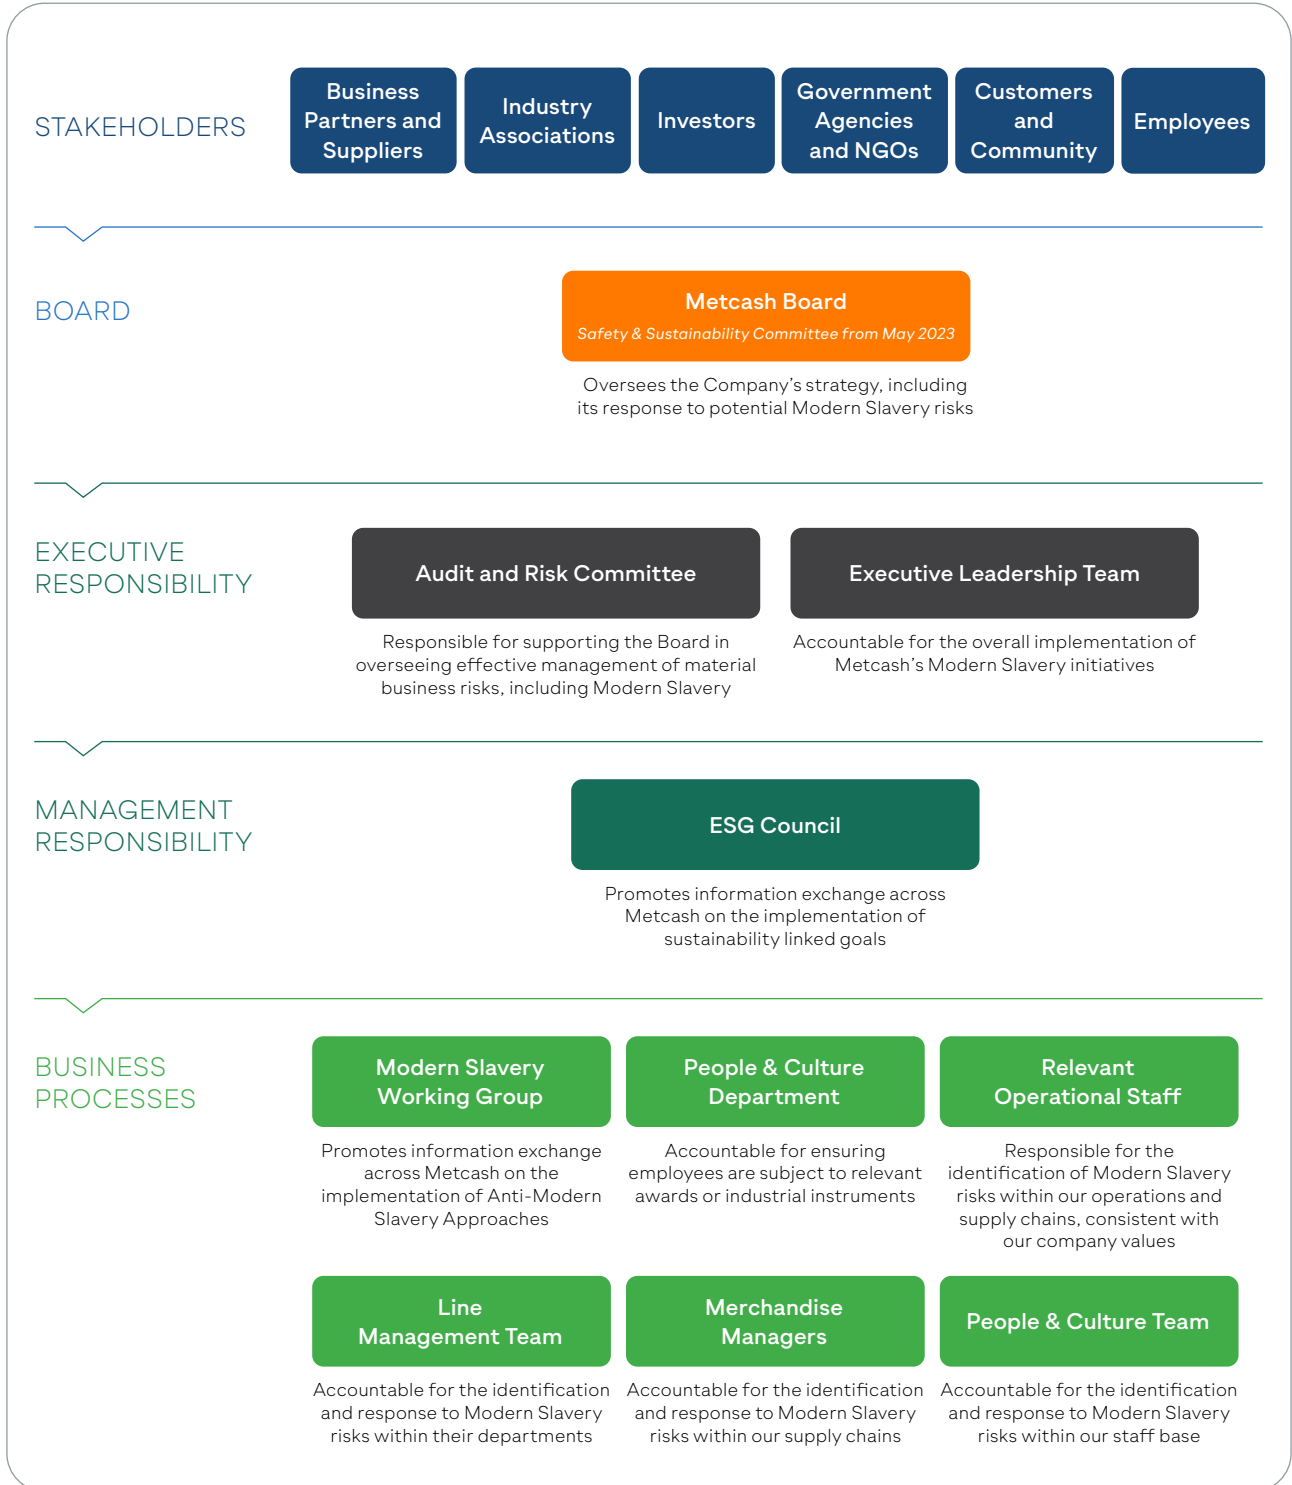 STAKEHOLDERS
Business
Partners and
Suppliers
Industry
Associations
Investors
Government
Agencies
and NGOs
Customers
and
Community
Employees
BOARD
Metcash Board
Safety & Sustainability Committee from May 2023
Oversees the Company’s strategy, including
its response to potential Modern Slavery risks
EXECUTIVE
RESPONSIBILITY
Audit and Risk Committee
Responsible for supporting the Board in
overseeing effective management of material
business risks, including Modern Slavery
Executive Leadership Team
Accountable for the overall implementation of
Metcash’s Modern Slavery initiatives
MANAGEMENT
RESPONSIBILITY
ESG Council
Promotes information exchange across
Metcash on the implementation of
sustainability linked goals
BUSINESS
PROCESSES
Modern Slavery
Working Group
Promotes information exchange
across Metcash on the
implementation of Anti-Modern
Slavery Approaches
People & Culture
Department
Accountable for ensuring
employees are subject to relevant
awards or industrial instruments
Relevant
Operational Staff
Responsible for the
identification of Modern Slavery
risks within our operations and
supply chains, consistent with
our company values
Line
Management Team
Accountable for the identification
and response to Modern Slavery
risks within their departments
Merchandise
Managers
Accountable for the identification
and response to Modern Slavery
risks within our supply chains
People & Culture Team
Accountable for the identification
and response to Modern Slavery
risks within our staff base